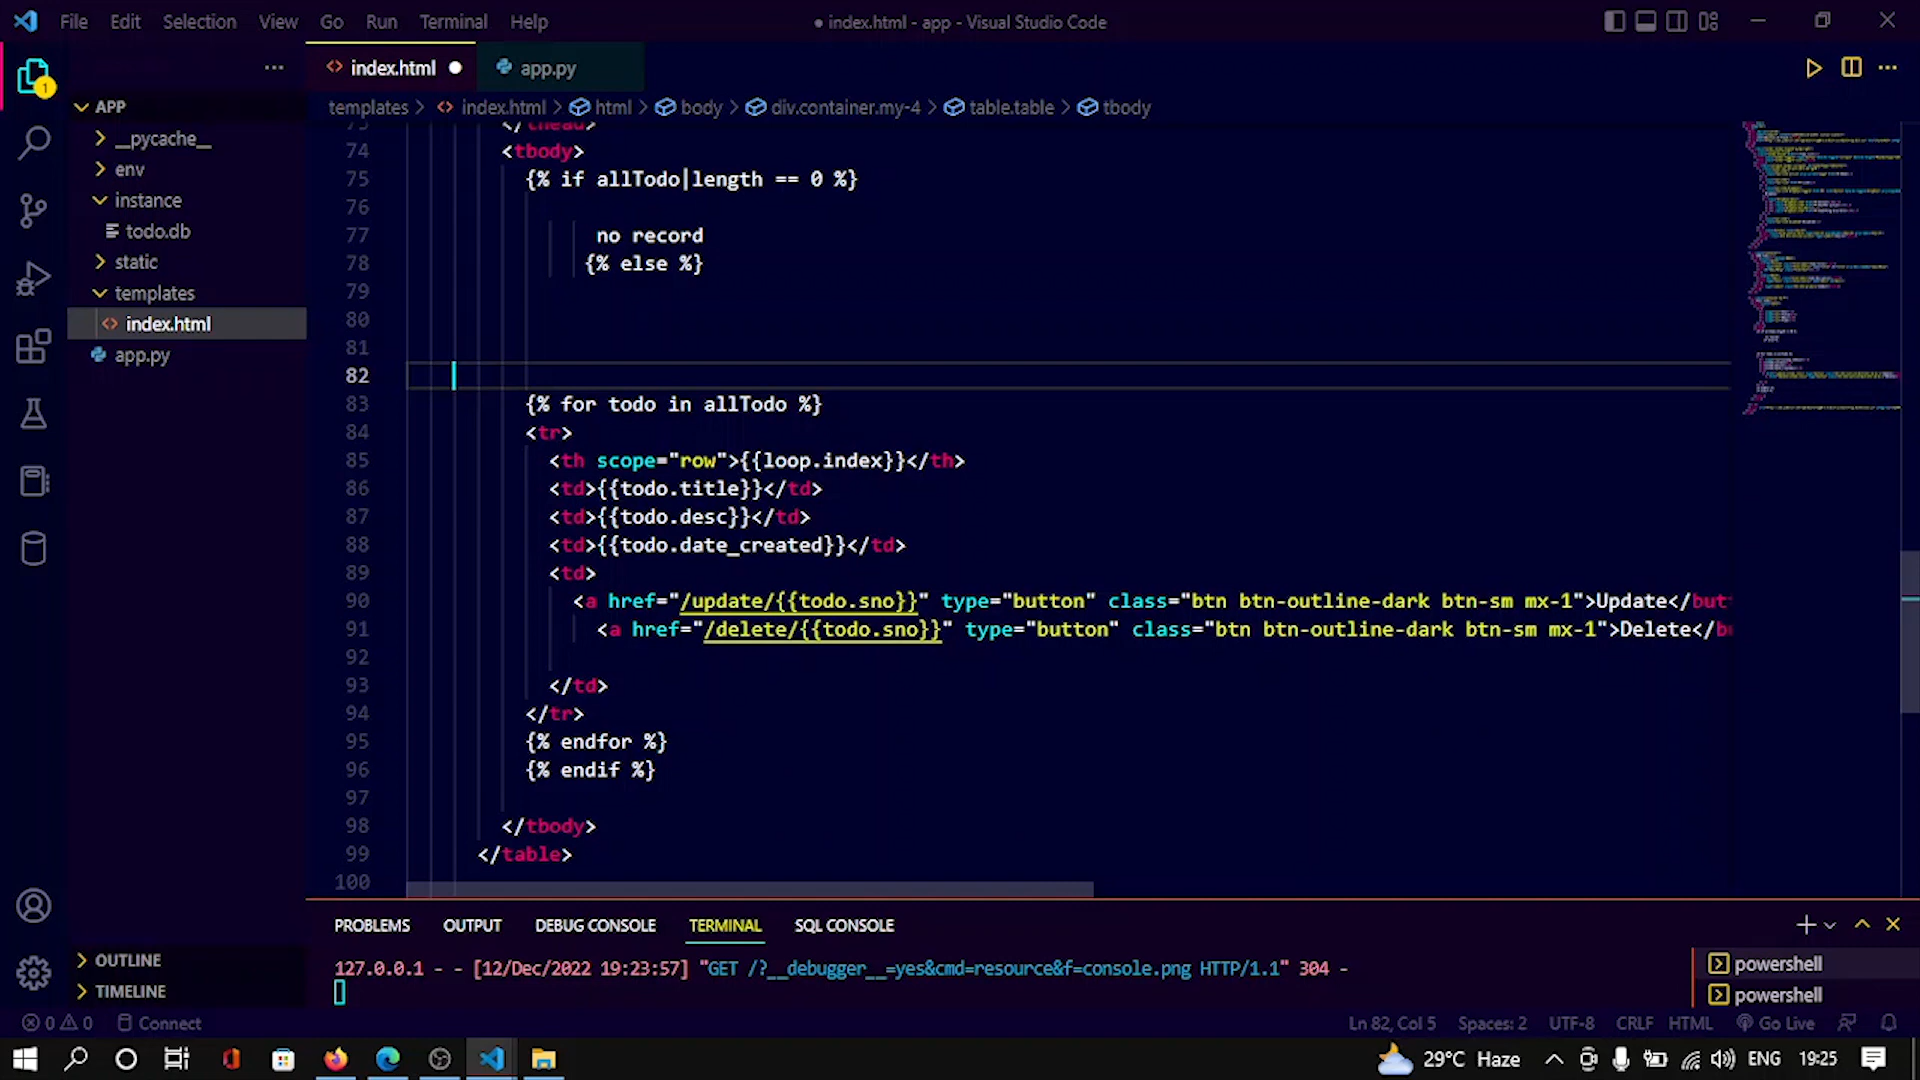 File Edit Selection View Go Run Terminal Help
● index.html - app - Visual Studio Code
index.html ●
app.py
1
APP
__pycache__
env
instance
todo.db
static
templates
index.html
app.py
OUTLINE
TIMELINE
templates > index.html > html > body > div.container.my-4 > table.table > tbody
73 </thead>
74 <tbody>
75 {% if allTodo|length == 0 %}
76
77 no record
78 {% else %}
79
80
81
82
83 {% for todo in allTodo %}
84 <tr>
85 <th scope="row">{{loop.index}}</th>
86 <td>{{todo.title}}</td>
87 <td>{{todo.desc}}</td>
88 <td>{{todo.date_created}}</td>
89 <td>
90 <a href="/update/{{todo.sno}}" type="button" class="btn btn-outline-dark btn-sm mx-1">Update</but
91 <a href="/delete/{{todo.sno}}" type="button" class="btn btn-outline-dark btn-sm mx-1">Delete</bu
92
93 </td>
94 </tr>
95 {% endfor %}
96 {% endif %}
97
98 </tbody>
99 </table>
100
PROBLEMS OUTPUT DEBUG CONSOLE TERMINAL SQL CONSOLE
127.0.0.1 - - [12/Dec/2022 19:23:57] "GET /?__debugger__=yes&cmd=resource&f=console.png HTTP/1.1" 304 -
powershell
powershell
0 0 Connect
Ln 82, Col 5 Spaces: 2 UTF-8 CRLF HTML Go Live
29°C Haze ENG 19:25